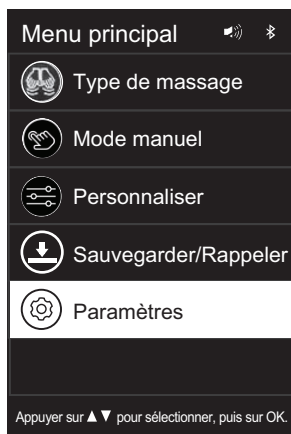 Menu principal
Type de massage
Mode manuel
Personnaliser
Sauvegarder/Rappeler
Paramètres
Appuyer sur ▲▼ pour sélectionner, puis sur OK.